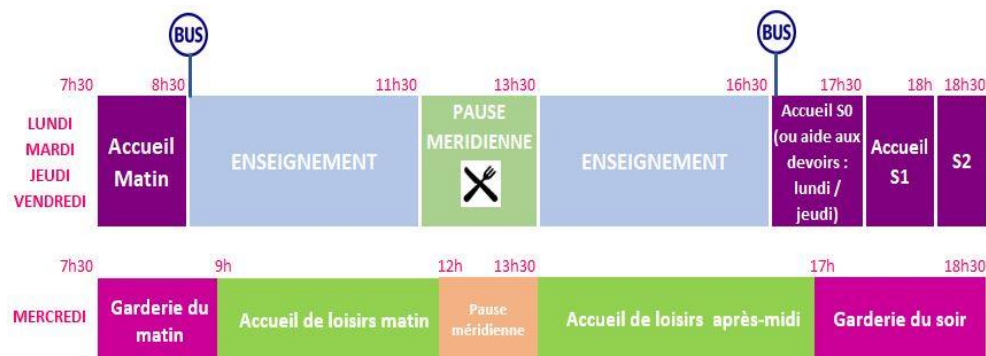 BUS
BUS
7h30
8h30
11h30
13h30
16h30
17h30
18h
18h30
LUNDI
MARDI
JEUDI
VENDREDI
Accueil
Matin
ENSEIGNEMENT
PAUSE
MERIDIENNE
ENSEIGNEMENT
Accueil S0
(ou aide aux
devoirs :
lundi /
jeudi)
Accueil
S1
S2
7h30
9h
12h
13h30
17h
18h30
MERCREDI
Garderie du
matin
Accueil de loisirs matin
Pause
méridienne
Accueil de loisirs après-midi
Garderie du soir